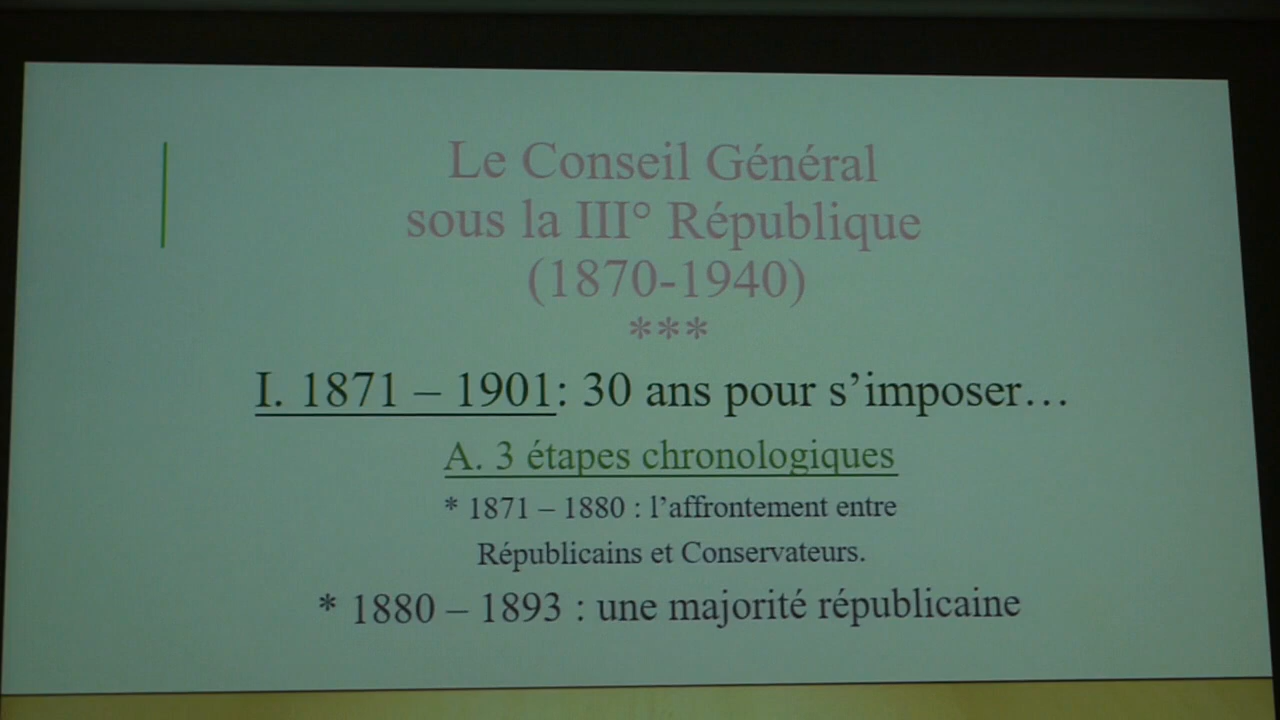 Le Conseil Général
sous la III° République
(1870-1940)
***
I. 1871 – 1901: 30 ans pour s’imposer…
A. 3 étapes chronologiques
* 1871 – 1880 : l’affrontement entre
Républicains et Conservateurs.
* 1880 – 1893 : une majorité républicaine